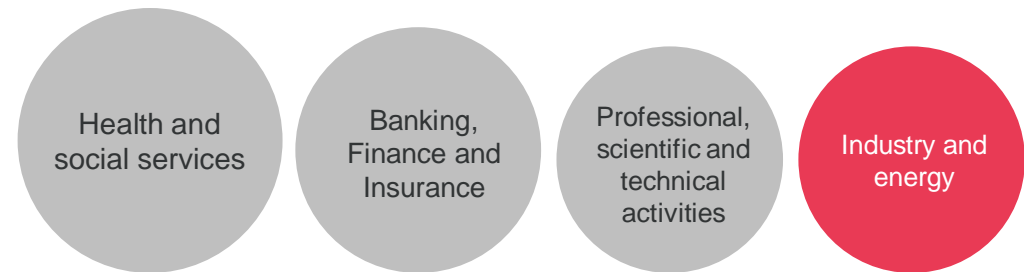 Health and
social services
Banking,
Finance and
Insurance
Professional,
scientific and
technical
activities
Industry and
energy